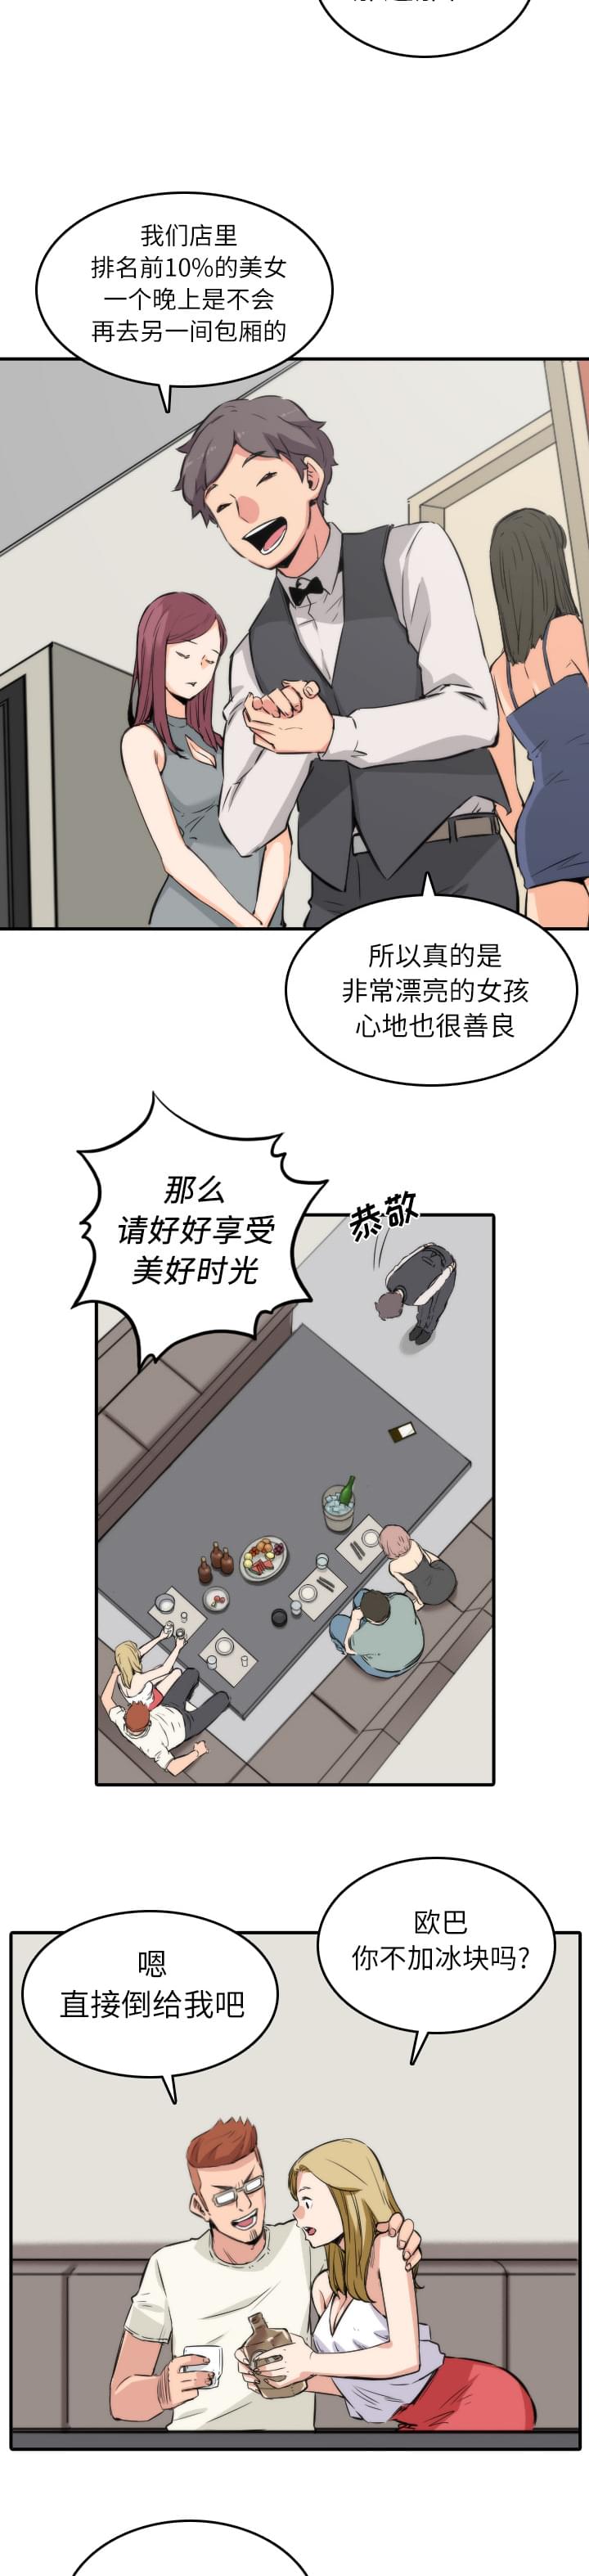 我们店里
排名前10%的美女
一个晚上是不会
再去另一间包厢的
所以真的是
非常漂亮的女孩
心地也很善良
那么
请好好享受
美好时光
恭敬
欧巴
你不加冰块吗?
嗯
直接倒给我吧